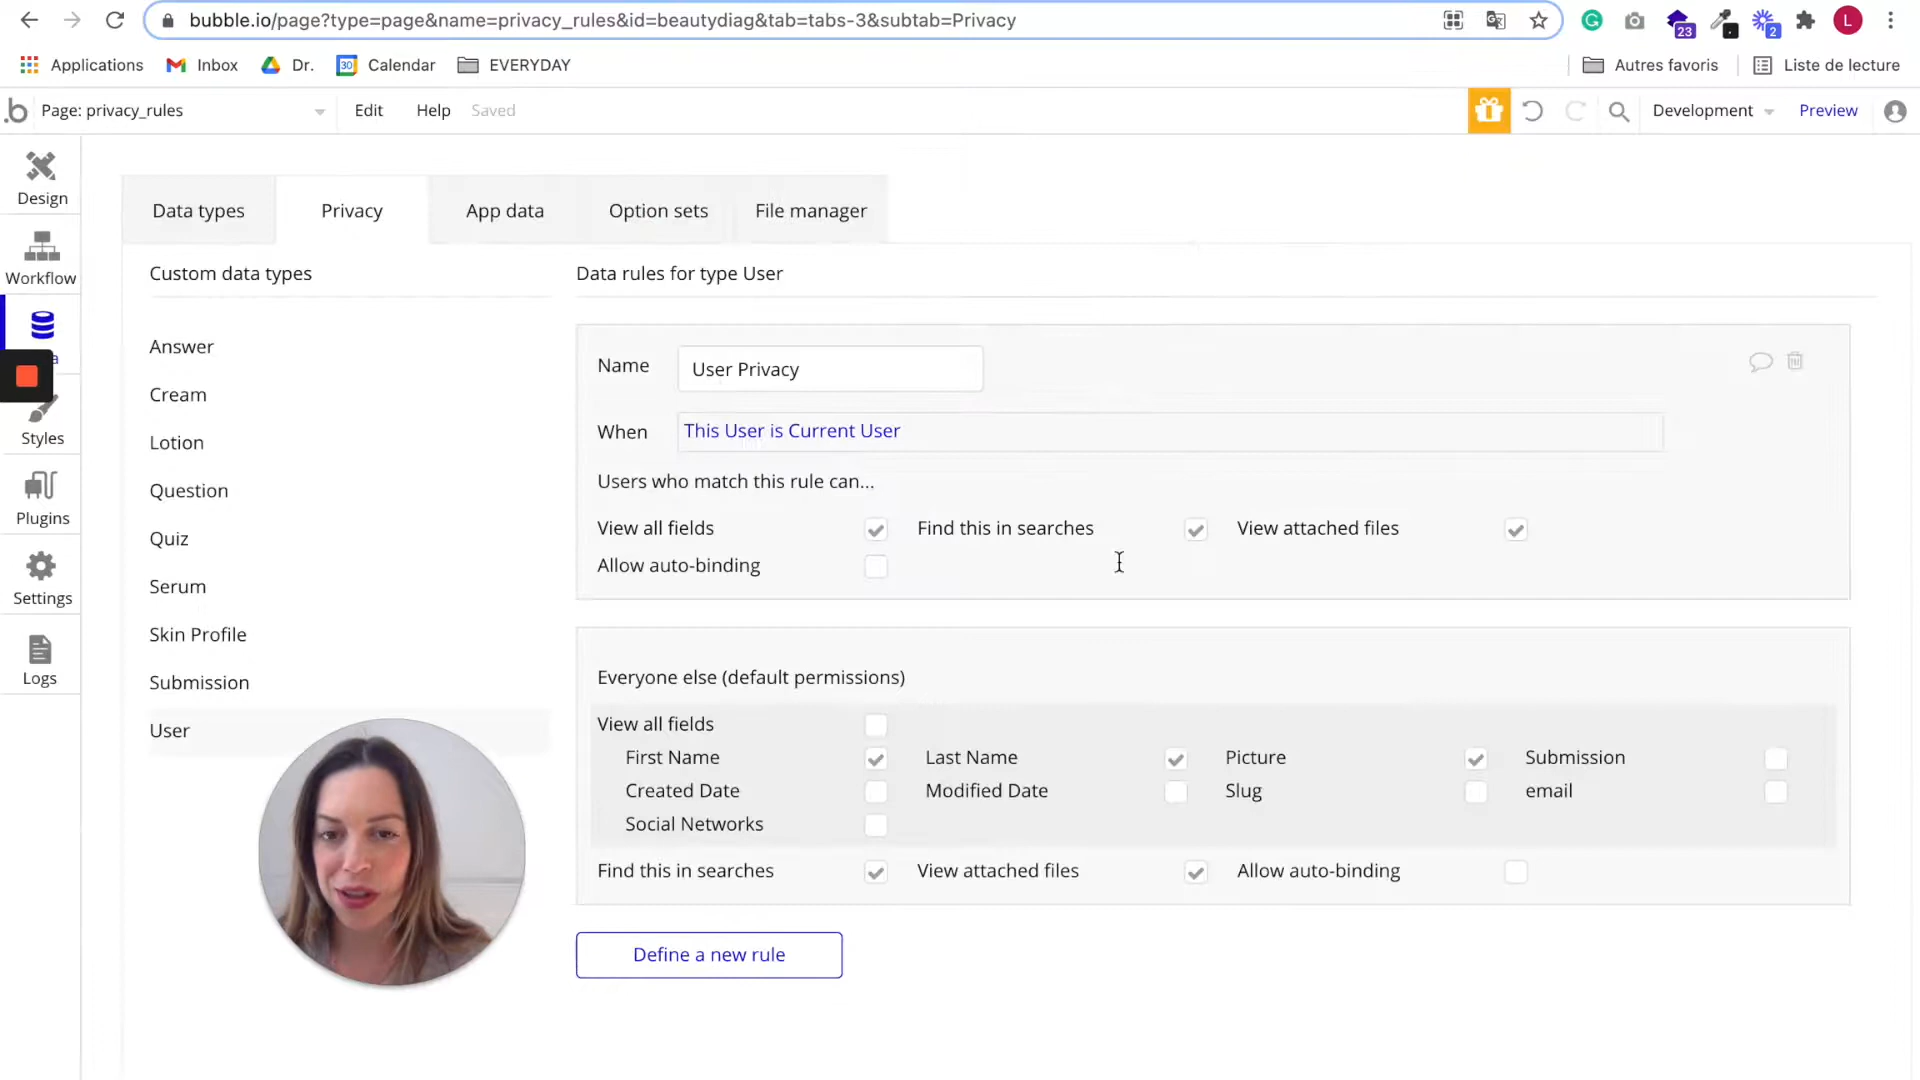 bubble.io/page?type=page&name=privacy_rules&id=beautydiag&tab=tabs-3&subtab=Privacy
G
23
2
L
Applications
Inbox
Dr.
30
Calendar
EVERYDAY
Autres favoris
Liste de lecture
.b
Page: privacy_rules
Edit
Help
Saved
Development
Preview
Design
Workflow
a
Styles
Plugins
Settings
Logs
Data types
Privacy
App data
Option sets
File manager
Custom data types
Answer
Cream
Lotion
Question
Quiz
Serum
Skin Profile
Submission
User
Data rules for type User
Name
User Privacy
When
This User is Current User
Users who match this rule can...
View all fields
Find this in searches
View attached files
Allow auto-binding
Everyone else (default permissions)
View all fields
First Name
Last Name
Picture
Submission
Created Date
Modified Date
Slug
email
Social Networks
Find this in searches
View attached files
Allow auto-binding
Define a new rule